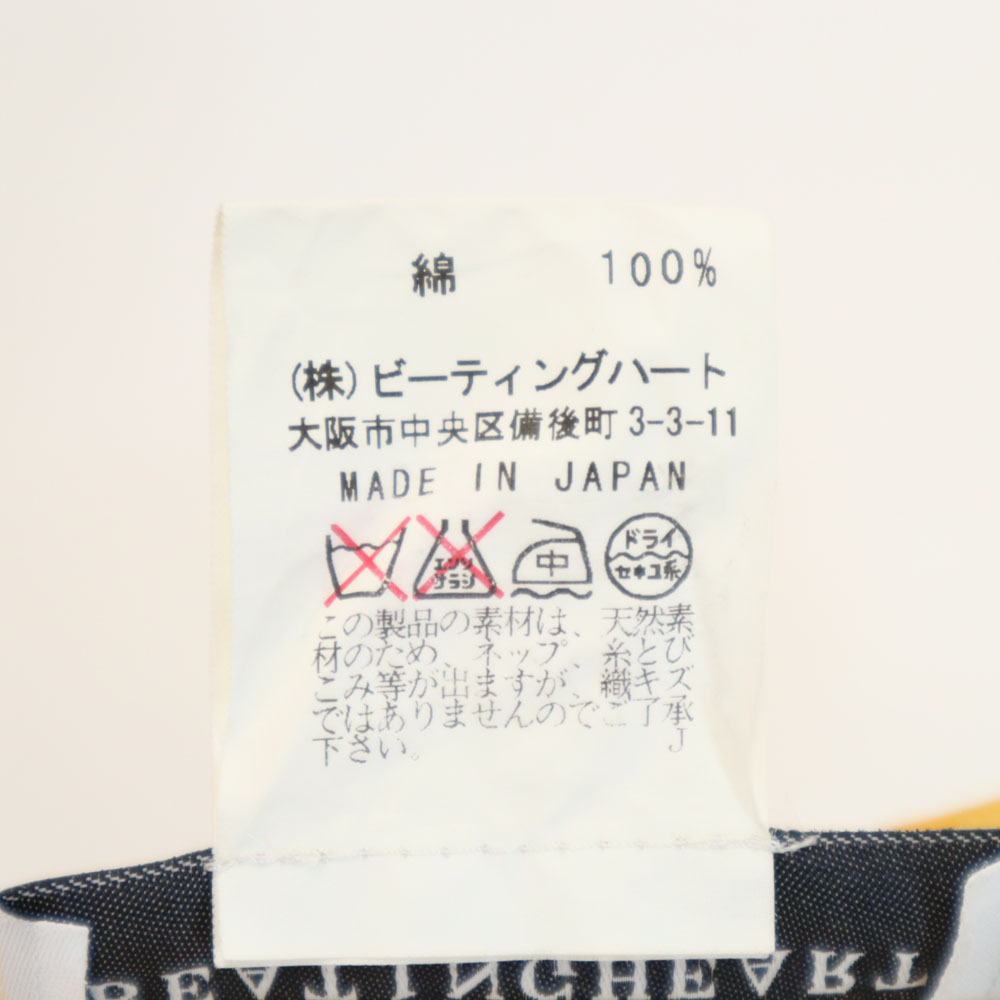 綿 100%
(株)ビーティングハート
大阪市中央区備後町3-3-11
MADE IN JAPAN
エンソ
サラシ
中
ドライ
セキユ系
この製品の素材は、天然素
材のため、ネップ、糸とび
こみ等が出ますが、織キズ
ではありませんのでご了承
下さい。 J
BEATINGHEART